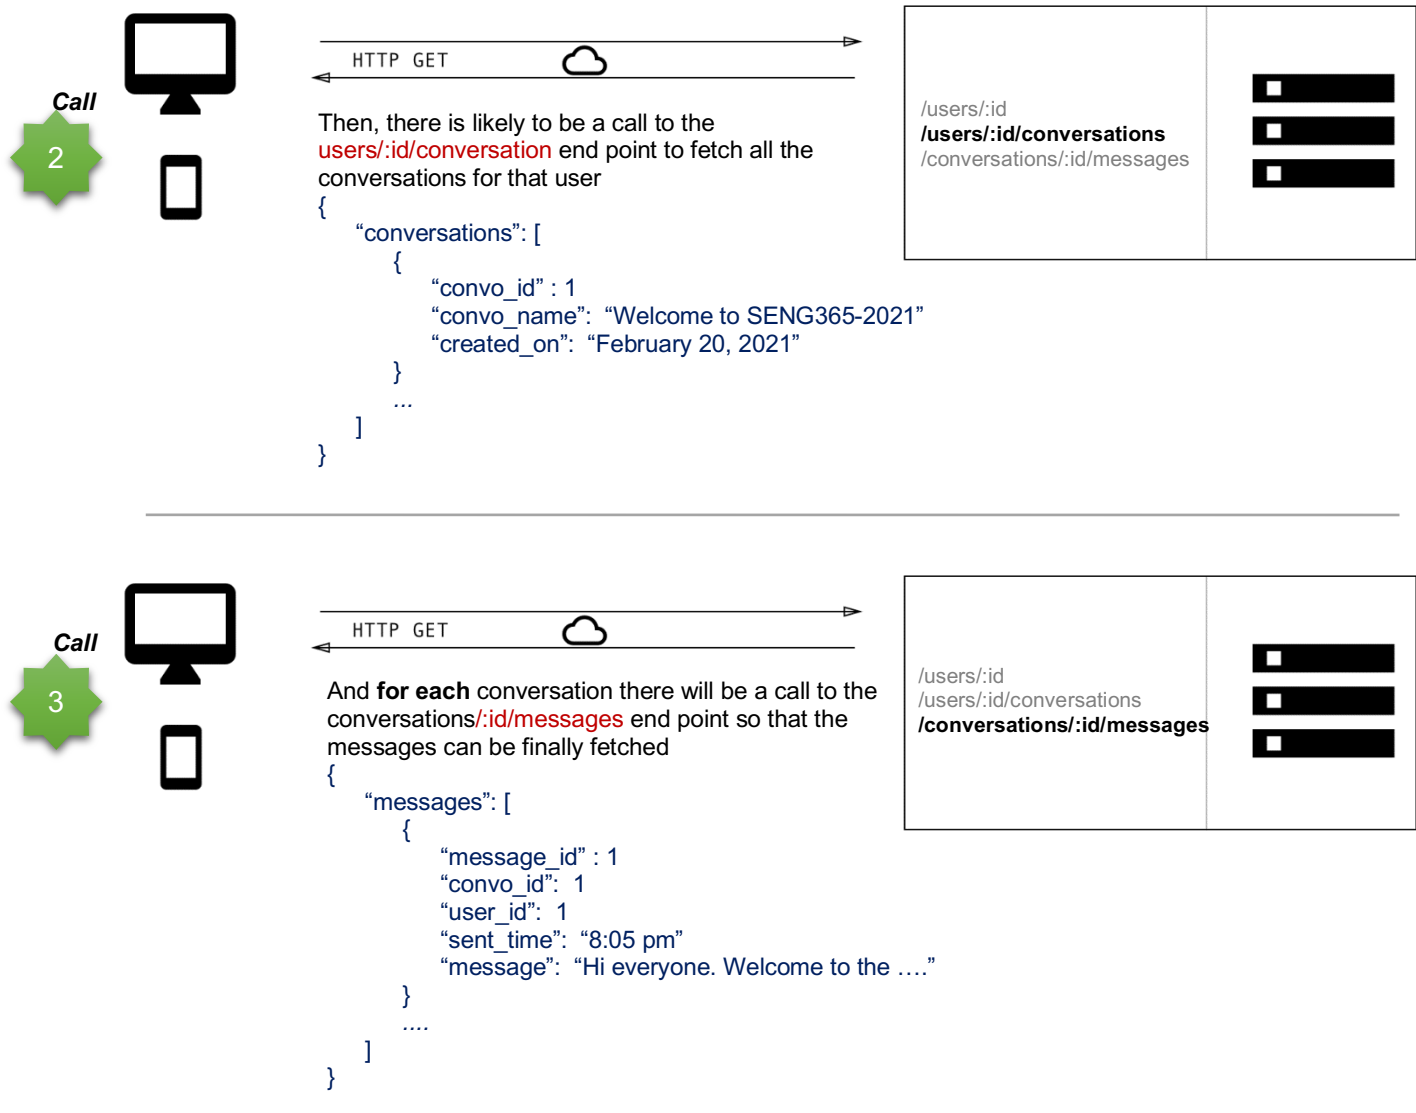 Call
2
HTTP GET
Then, there is likely to be a call to the
users/:id/conversation end point to fetch all the
conversations for that user
{
“conversations”: [
{
“convo_id” : 1
“convo_name”:  “Welcome to SENG365-2021”
“created_on”:  “February 20, 2021”
}
...
]
}
/users/:id
/users/:id/conversations
/conversations/:id/messages
Call
3
HTTP GET
And for each conversation there will be a call to the
conversations/:id/messages end point so that the
messages can be finally fetched
{
“messages”: [
{
“message_id” : 1
“convo_id”:  1
“user_id”:  1
“sent_time”:  “8:05 pm”
“message”:  “Hi everyone. Welcome to the ….”
}
....
]
}
/users/:id
/users/:id/conversations
/conversations/:id/messages